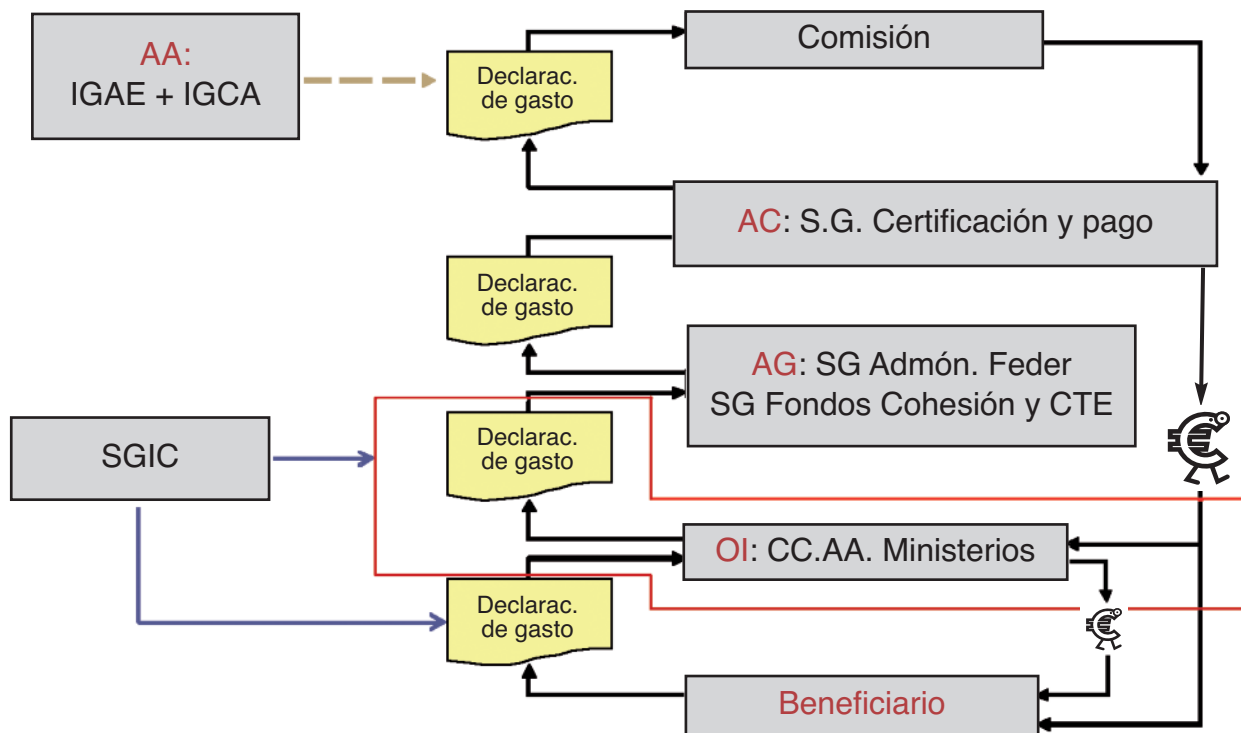 AA:
IGAE + IGCA
Declarac.
de gasto
Comisión
AC: S.G. Certificación y pago
Declarac.
de gasto
AG: SG Admón. Feder
SG Fondos Cohesión y CTE
SGIC
Declarac.
de gasto
OI: CC.AA. Ministerios
Declarac.
de gasto
Beneficiario